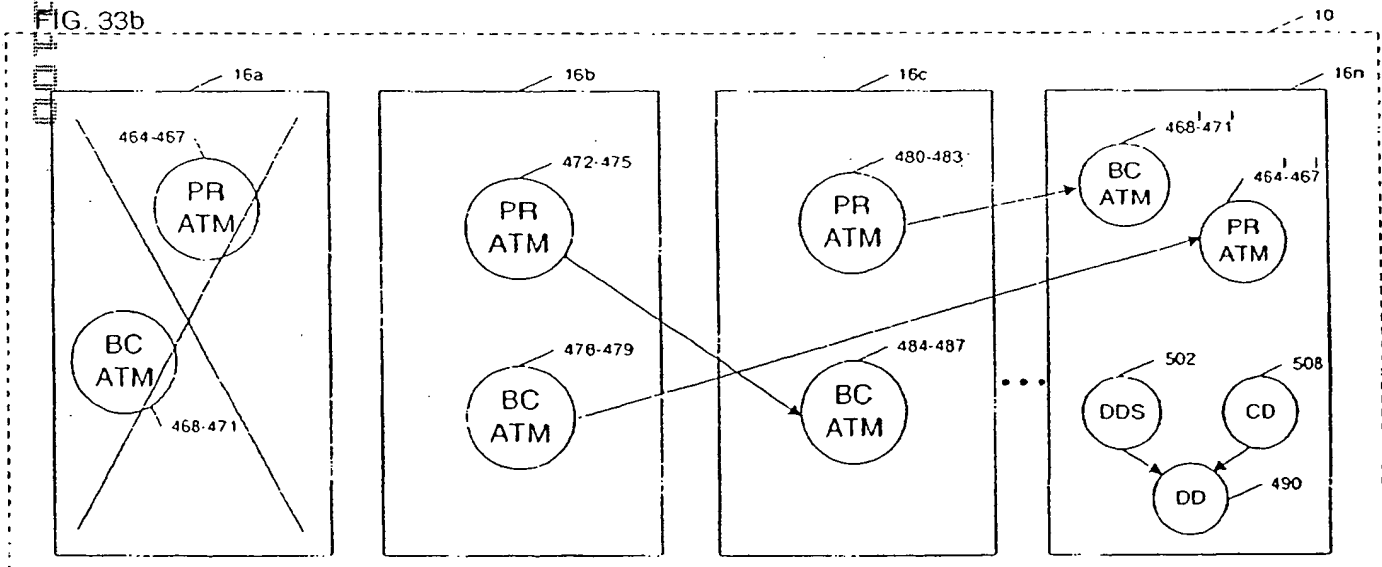 FIG. 33b
10
16a
16b
16c
16n
464-467
PR
ATM
BC
ATM
468-471
472-475
PR
ATM
476-479
BC
ATM
480-483
PR
ATM
484-487
BC
ATM
468'-471'
BC
ATM
464'-467'
PR
ATM
...
502
DDS
508
CD
DD
490